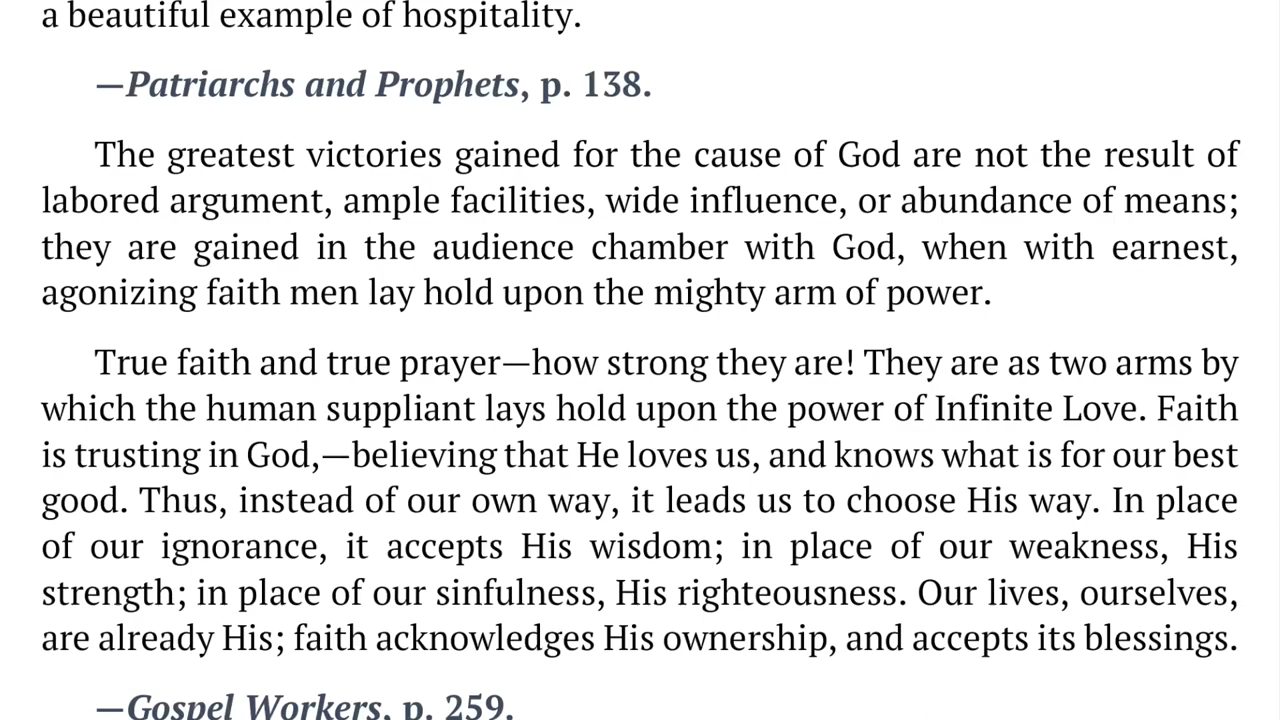 a beautiful example of hospitality.
—Patriarchs and Prophets, p. 138.
The greatest victories gained for the cause of God are not the result of
labored argument, ample facilities, wide influence, or abundance of means;
they are gained in the audience chamber with God, when with earnest,
agonizing faith men lay hold upon the mighty arm of power.
True faith and true prayer—how strong they are! They are as two arms by
which the human suppliant lays hold upon the power of Infinite Love. Faith
is trusting in God,—believing that He loves us, and knows what is for our best
good. Thus, instead of our own way, it leads us to choose His way. In place
of our ignorance, it accepts His wisdom; in place of our weakness, His
strength; in place of our sinfulness, His righteousness. Our lives, ourselves,
are already His; faith acknowledges His ownership, and accepts its blessings.
—Gospel Workers, p. 259.